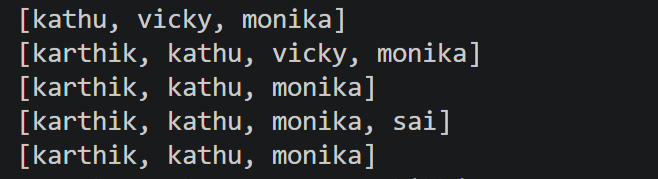 [kathu, vicky, monika]
[karthik, kathu, vicky, monika]
[karthik, kathu, monika]
[karthik, kathu, monika, sai]
[karthik, kathu, monika]